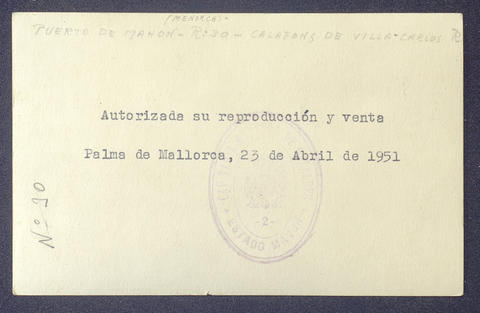 (MENORCA)-
PUERTO DE MAHON - R:30 - CALAFONS DE VILLA-CARLOS R
Autorizada su reproducción y venta
Palma de Mallorca, 23 de Abril de 1951
-2-
ESTADO MAYOR
Nº 30